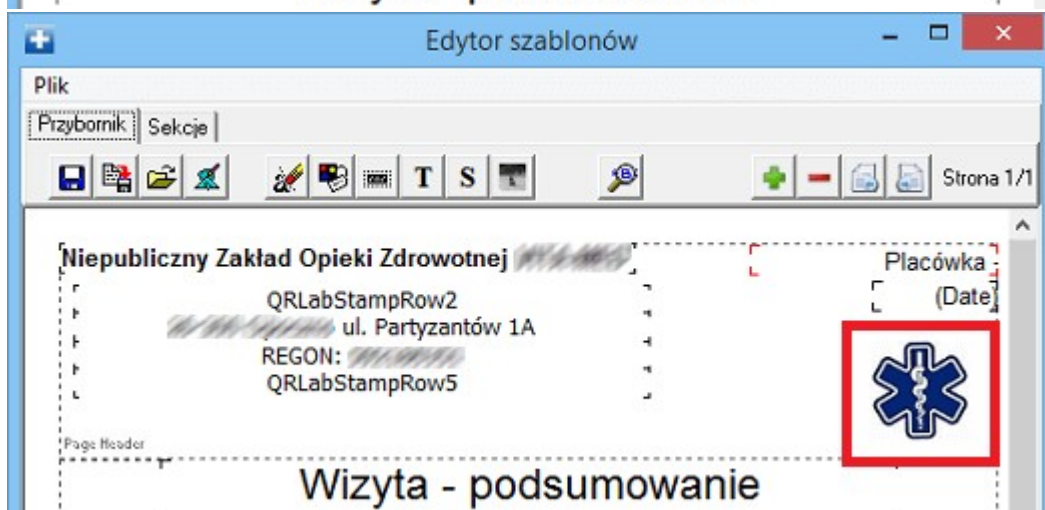 Edytor szablonów
Plik
Przybornik Sekcje
T S B Strona 1/1
Niepubliczny Zakład Opieki Zdrowotnej
Placówka -
QRLabStampRow2
(Date)
ul. Partyzantów 1A
REGON:
QRLabStampRow5
Page Header
Wizyta - podsumowanie